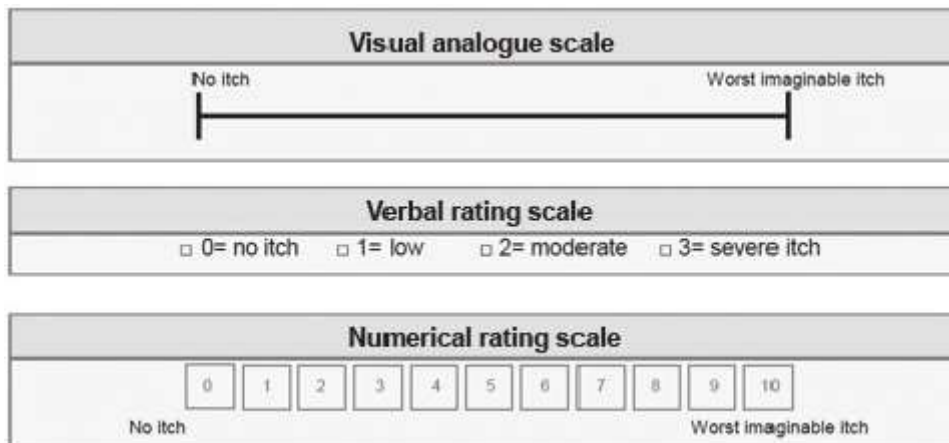 Visual analogue scale
No itch Worst imaginable itch
Verbal rating scale
□ 0= no itch □ 1= low □ 2= moderate □ 3= severe itch
Numerical rating scale
0 1 2 3 4 5 6 7 8 9 10
No itch Worst imaginable itch